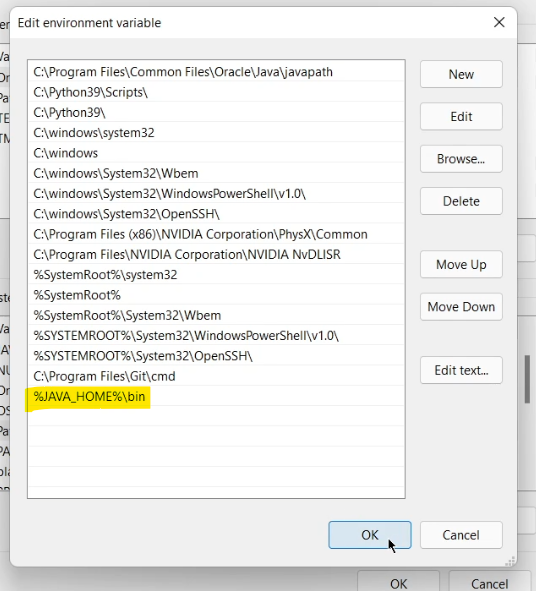 Edit environment variable
C:\Program Files\Common Files\Oracle\Java\javapath
C:\Python39\Scripts\
C:\Python39\
C:\windows\system32
C:\windows
C:\windows\System32\Wbem
C:\windows\System32\WindowsPowerShell\v1.0\
C:\windows\System32\OpenSSH\
C:\Program Files (x86)\NVIDIA Corporation\PhysX\Common
C:\Program Files\NVIDIA Corporation\NVIDIA NvDLISR
%SystemRoot%\system32
%SystemRoot%
%SystemRoot%\System32\Wbem
%SYSTEMROOT%\System32\WindowsPowerShell\v1.0\
%SYSTEMROOT%\System32\OpenSSH\
C:\Program Files\Git\cmd
%JAVA_HOME%\bin
New
Edit
Browse...
Delete
Move Up
Move Down
Edit text...
OK
Cancel
OK
Cancel